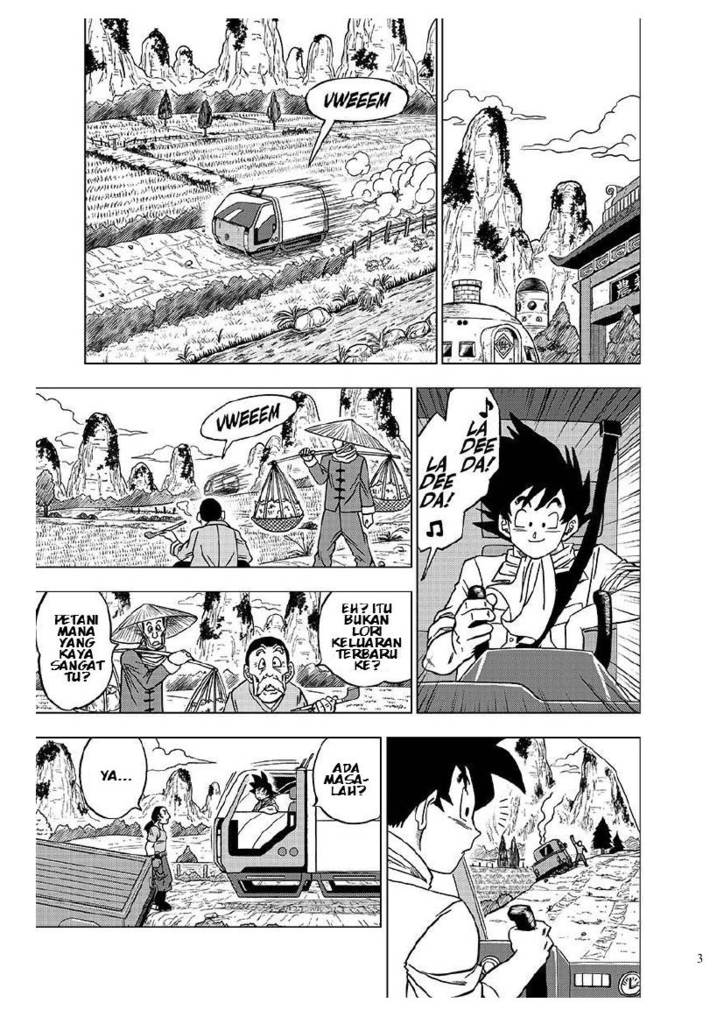 VWEEEM
LA
DEE
DA!
LA
DEE
DA!
VWEEEM
EH? ITU
BUKAN
LORI
KELUARAN
TERBARU
KE?
PETANI
MANA
YANG
KAYA
SANGAT
TU?
ADA
MASA-
LAH?
YA...
3